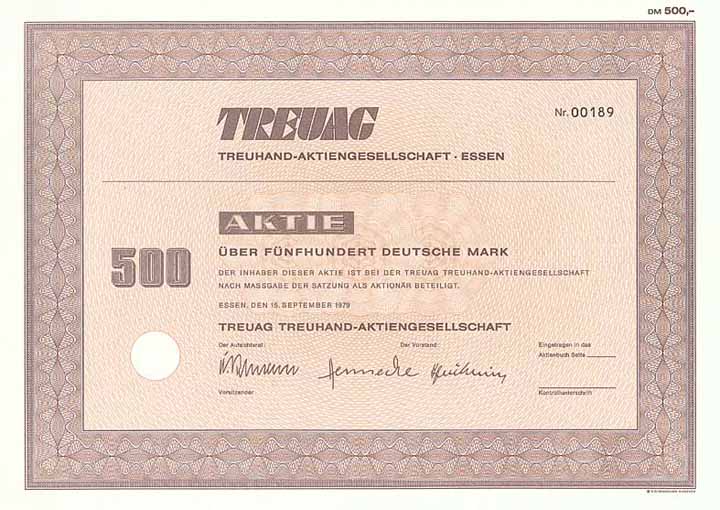 DM 500,–
TREUAG
Nr. 00189
TREUHAND-AKTIENGESELLSCHAFT · ESSEN
AKTIE
500
ÜBER FÜNFHUNDERT DEUTSCHE MARK
DER INHABER DIESER AKTIE IST BEI DER TREUAG TREUHAND-AKTIENGESELLSCHAFT
NACH MASSGABE DER SATZUNG ALS AKTIONÄR BETEILIGT.
ESSEN, DEN 15. SEPTEMBER 1979
TREUAG TREUHAND-AKTIENGESELLSCHAFT
Der Aufsichtsrat:
Der Vorstand:
Eingetragen in das
Aktienbuch Seite
Vorsitzender
Kontrollunterschrift